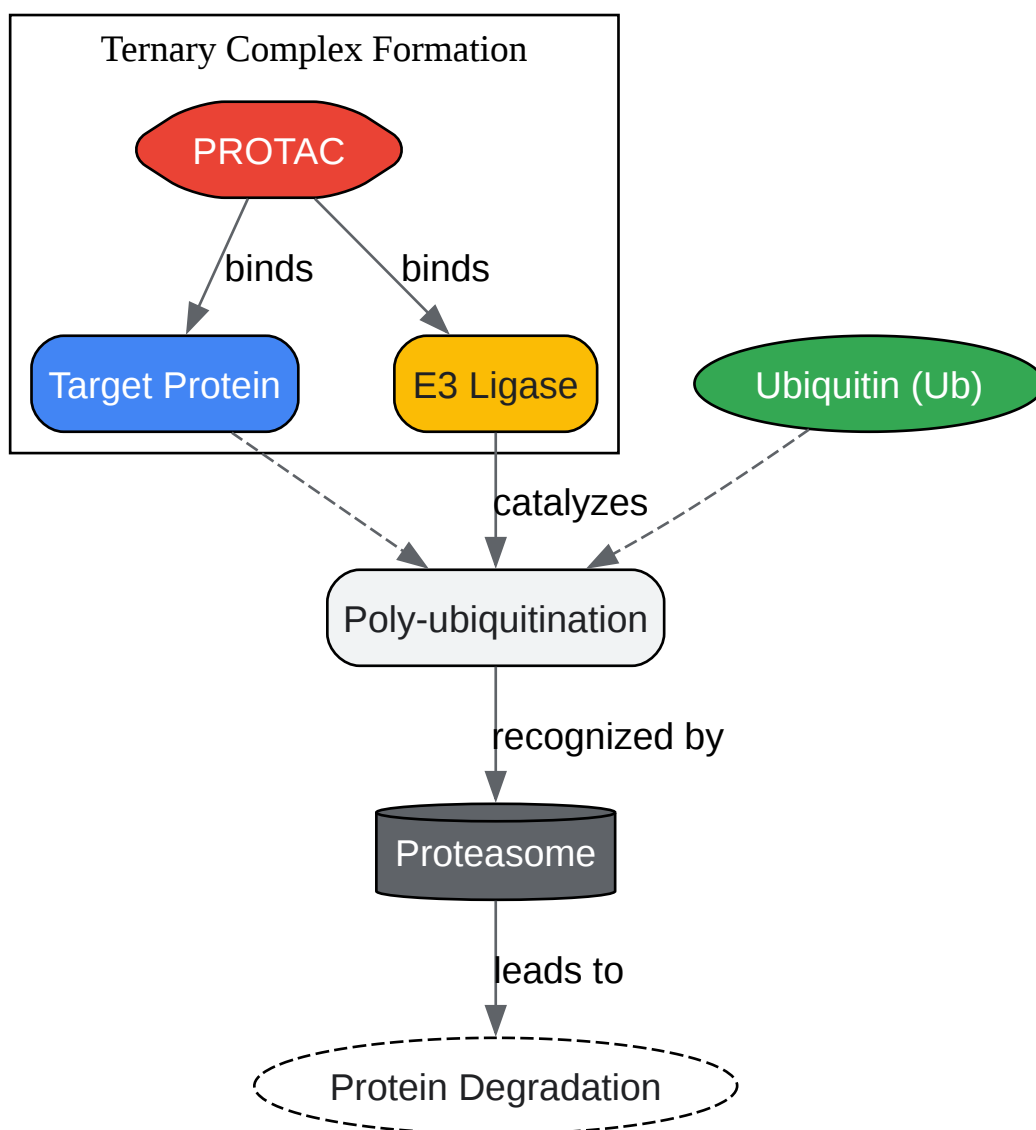 Ternary Complex Formation
PROTAC
binds
binds
Target Protein
E3 Ligase
Ubiquitin (Ub)
catalyzes
Poly-ubiquitination
recognized by
Proteasome
leads to
Protein Degradation